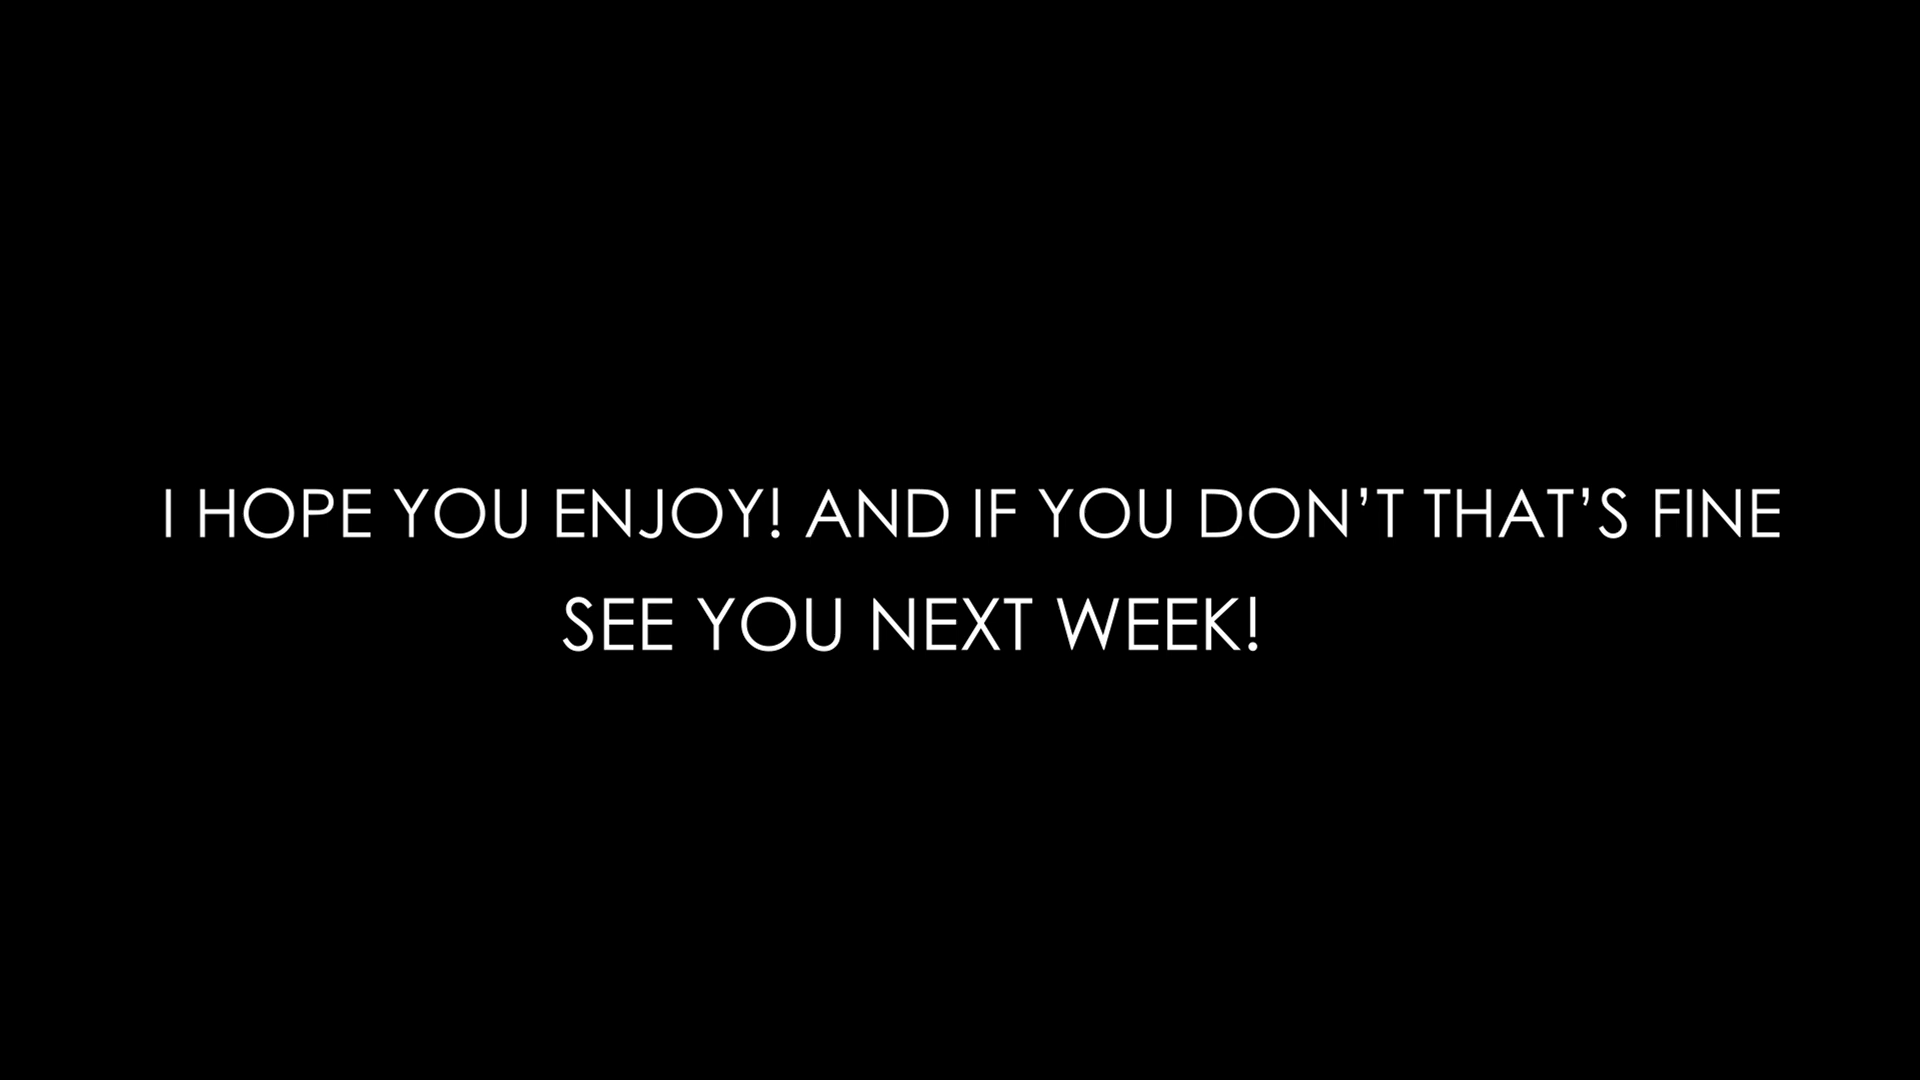 I HOPE YOU ENJOY! AND IF YOU DON’T THAT’S FINE
SEE YOU NEXT WEEK!